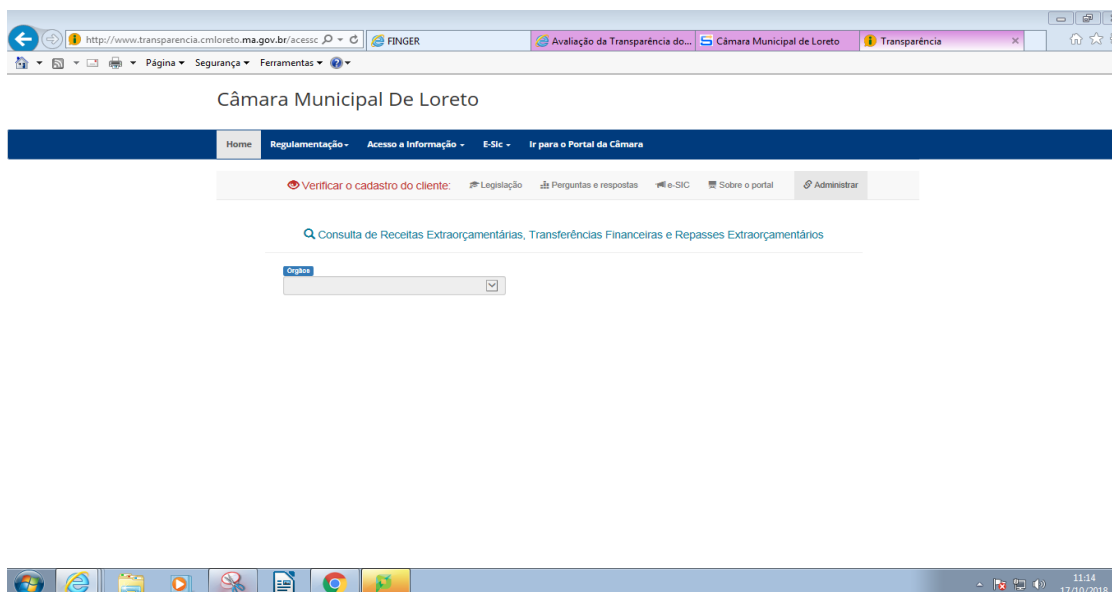 http://www.transparencia.cmloreto.ma.gov.br/acessc
FINGER
Avaliação da Transparência do...
Câmara Municipal de Loreto
Transparência
Página
Segurança
Ferramentas
Câmara Municipal De Loreto
Home
Regulamentação
Acesso a Informação
E-Sic
Ir para o Portal da Câmara
Verificar o cadastro do cliente:
Legislação
Perguntas e respostas
e-SIC
Sobre o portal
Administrar
Consulta de Receitas Extraorçamentárias, Transferências Financeiras e Repasses Extraorçamentários
Orgãos
11:14
17/10/2018